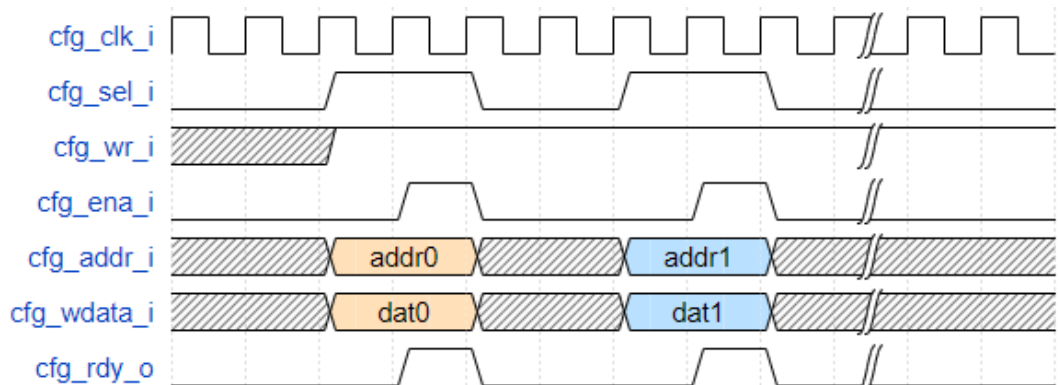 cfg_clk_i
cfg_sel_i
cfg_wr_i
cfg_ena_i
cfg_addr_i addr0 addr1
cfg_wdata_i dat0 dat1
cfg_rdy_o